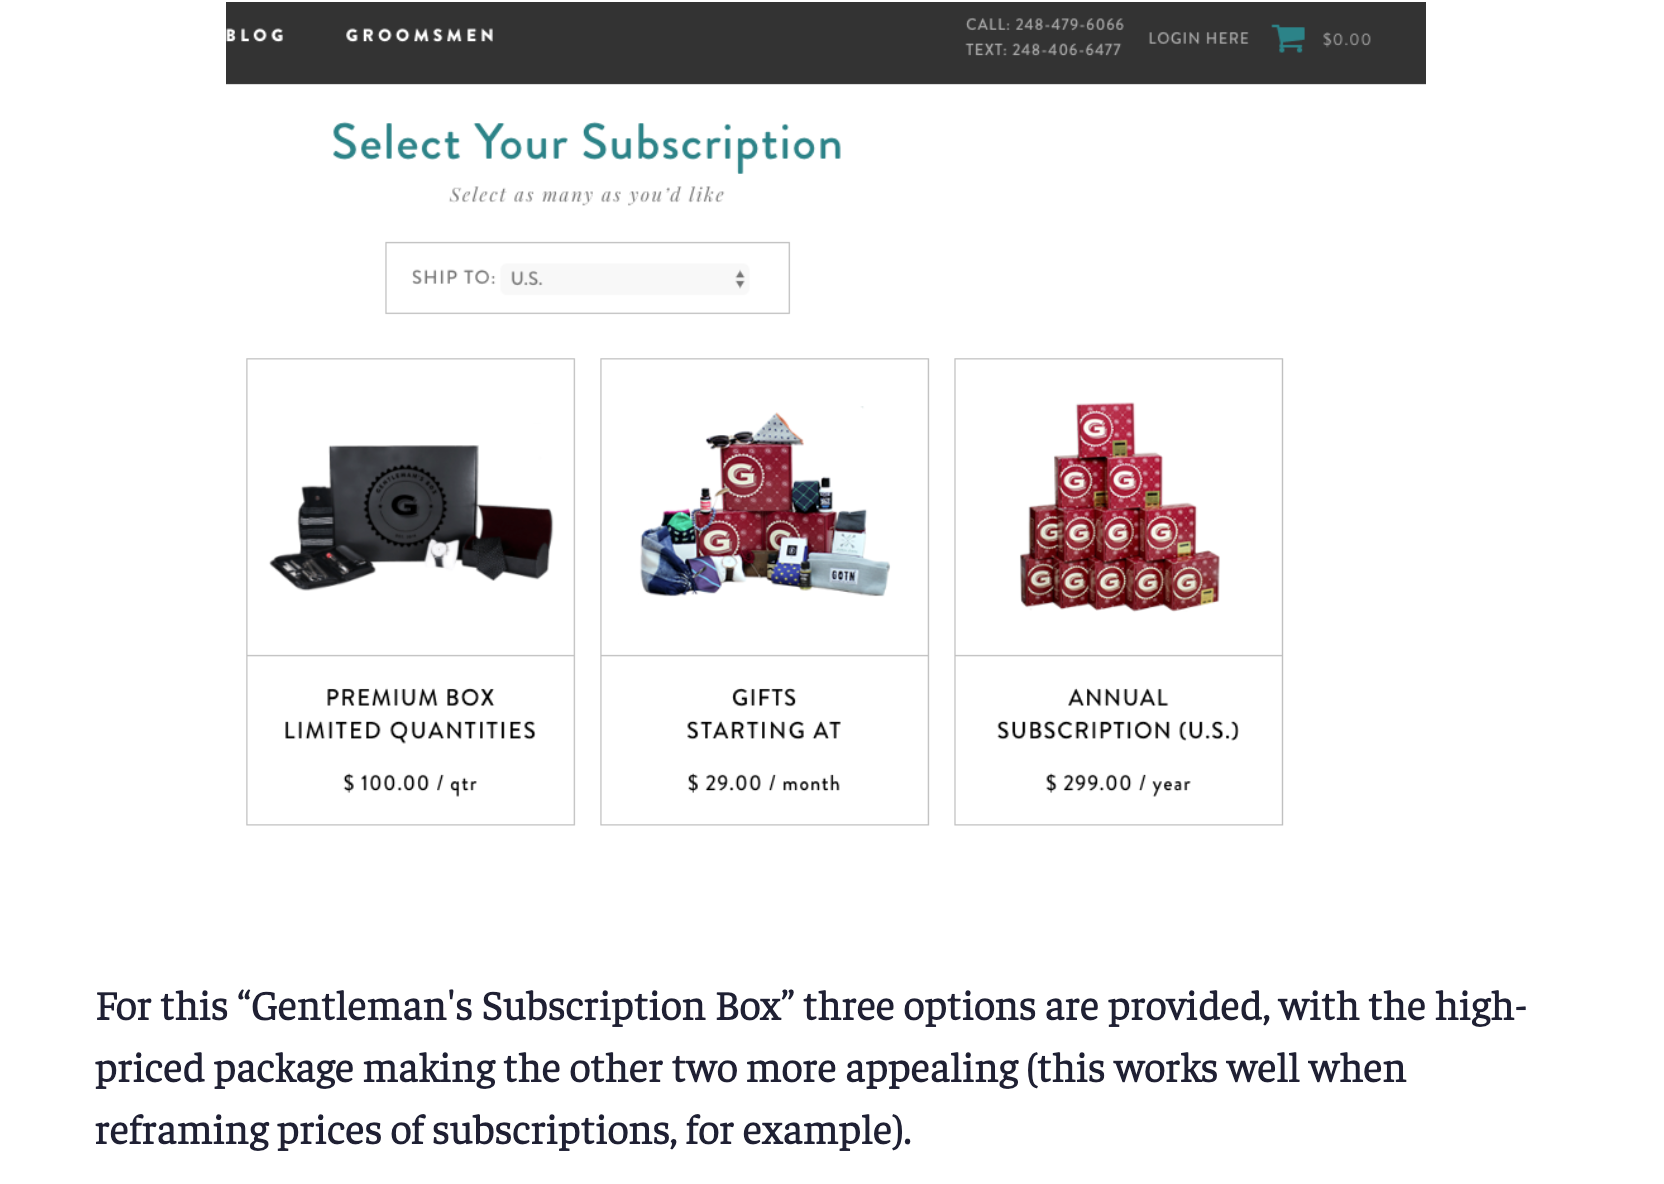 BLOG
GROOMSMEN
CALL: 248-479-6066
TEXT: 248-406-6477
LOGIN HERE
$0.00
Select Your Subscription
Select as many as you’d like
SHIP TO: U.S.
GENTLEMAN'S BOX
G
G
G
G
GOTN
G
G
G
G
G
G
G
G
G
G
G
PREMIUM BOX
LIMITED QUANTITIES
$ 100.00 / qtr
GIFTS
STARTING AT
$ 29.00 / month
ANNUAL
SUBSCRIPTION (U.S.)
$ 299.00 / year
For this “Gentleman's Subscription Box” three options are provided, with the high-
priced package making the other two more appealing (this works well when
reframing prices of subscriptions, for example).